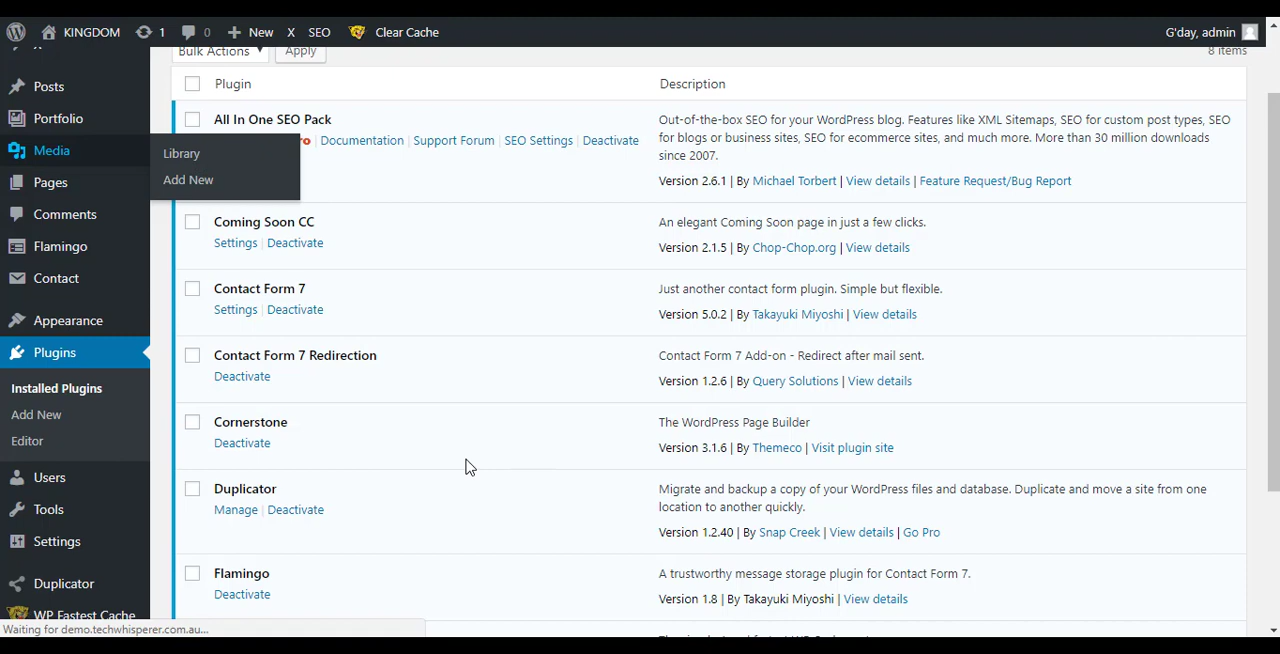 KINGDOM 1 0 New X SEO Clear Cache G'day, admin
Bulk Actions Apply 8 items
Plugin Description
Posts
Portfolio
Media
Library
Add New
Pages
Comments
Flamingo
Contact
Appearance
Plugins
Installed Plugins
Add New
Editor
Users
Tools
Settings
Duplicator
WP Fastest Cache
All In One SEO Pack
Documentation | Support Forum | SEO Settings | Deactivate
Out-of-the-box SEO for your WordPress blog. Features like XML Sitemaps, SEO for custom post types, SEO
for blogs or business sites, SEO for ecommerce sites, and much more. More than 30 million downloads
since 2007.
Version 2.6.1 | By Michael Torbert | View details | Feature Request/Bug Report
Coming Soon CC
Settings | Deactivate
An elegant Coming Soon page in just a few clicks.
Version 2.1.5 | By Chop-Chop.org | View details
Contact Form 7
Settings | Deactivate
Just another contact form plugin. Simple but flexible.
Version 5.0.2 | By Takayuki Miyoshi | View details
Contact Form 7 Redirection
Deactivate
Contact Form 7 Add-on - Redirect after mail sent.
Version 1.2.6 | By Query Solutions | View details
Cornerstone
Deactivate
The WordPress Page Builder
Version 3.1.6 | By Themeco | Visit plugin site
Duplicator
Manage | Deactivate
Migrate and backup a copy of your WordPress files and database. Duplicate and move a site from one
location to another quickly.
Version 1.2.40 | By Snap Creek | View details | Go Pro
Flamingo
Deactivate
A trustworthy message storage plugin for Contact Form 7.
Version 1.8 | By Takayuki Miyoshi | View details
Waiting for demo.techwhisperer.com.au...